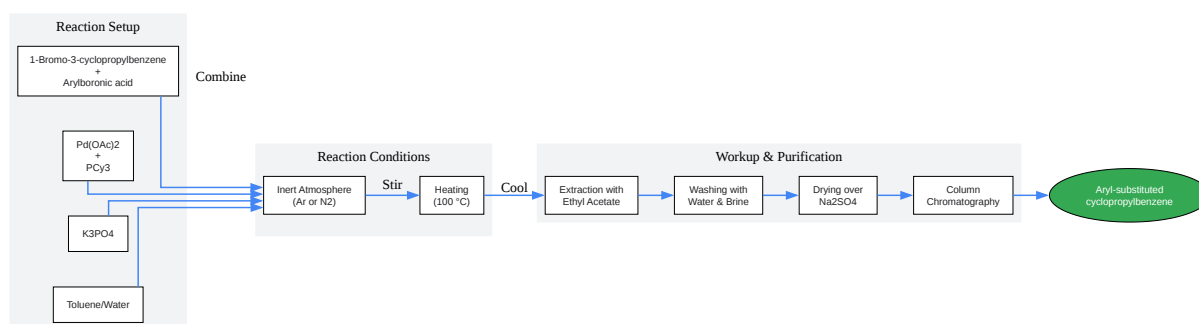 Reaction Setup
1-Bromo-3-cyclopropylbenzene
+
Arylboronic acid
Combine
Pd(OAc)2
+
PCy3
K3PO4
Toluene/Water
Reaction Conditions
Inert Atmosphere
(Ar or N2)
Stir
Heating
(100 °C)
Cool
Workup & Purification
Extraction with
Ethyl Acetate
Washing with
Water & Brine
Drying over
Na2SO4
Column
Chromatography
Aryl-substituted
cyclopropylbenzene